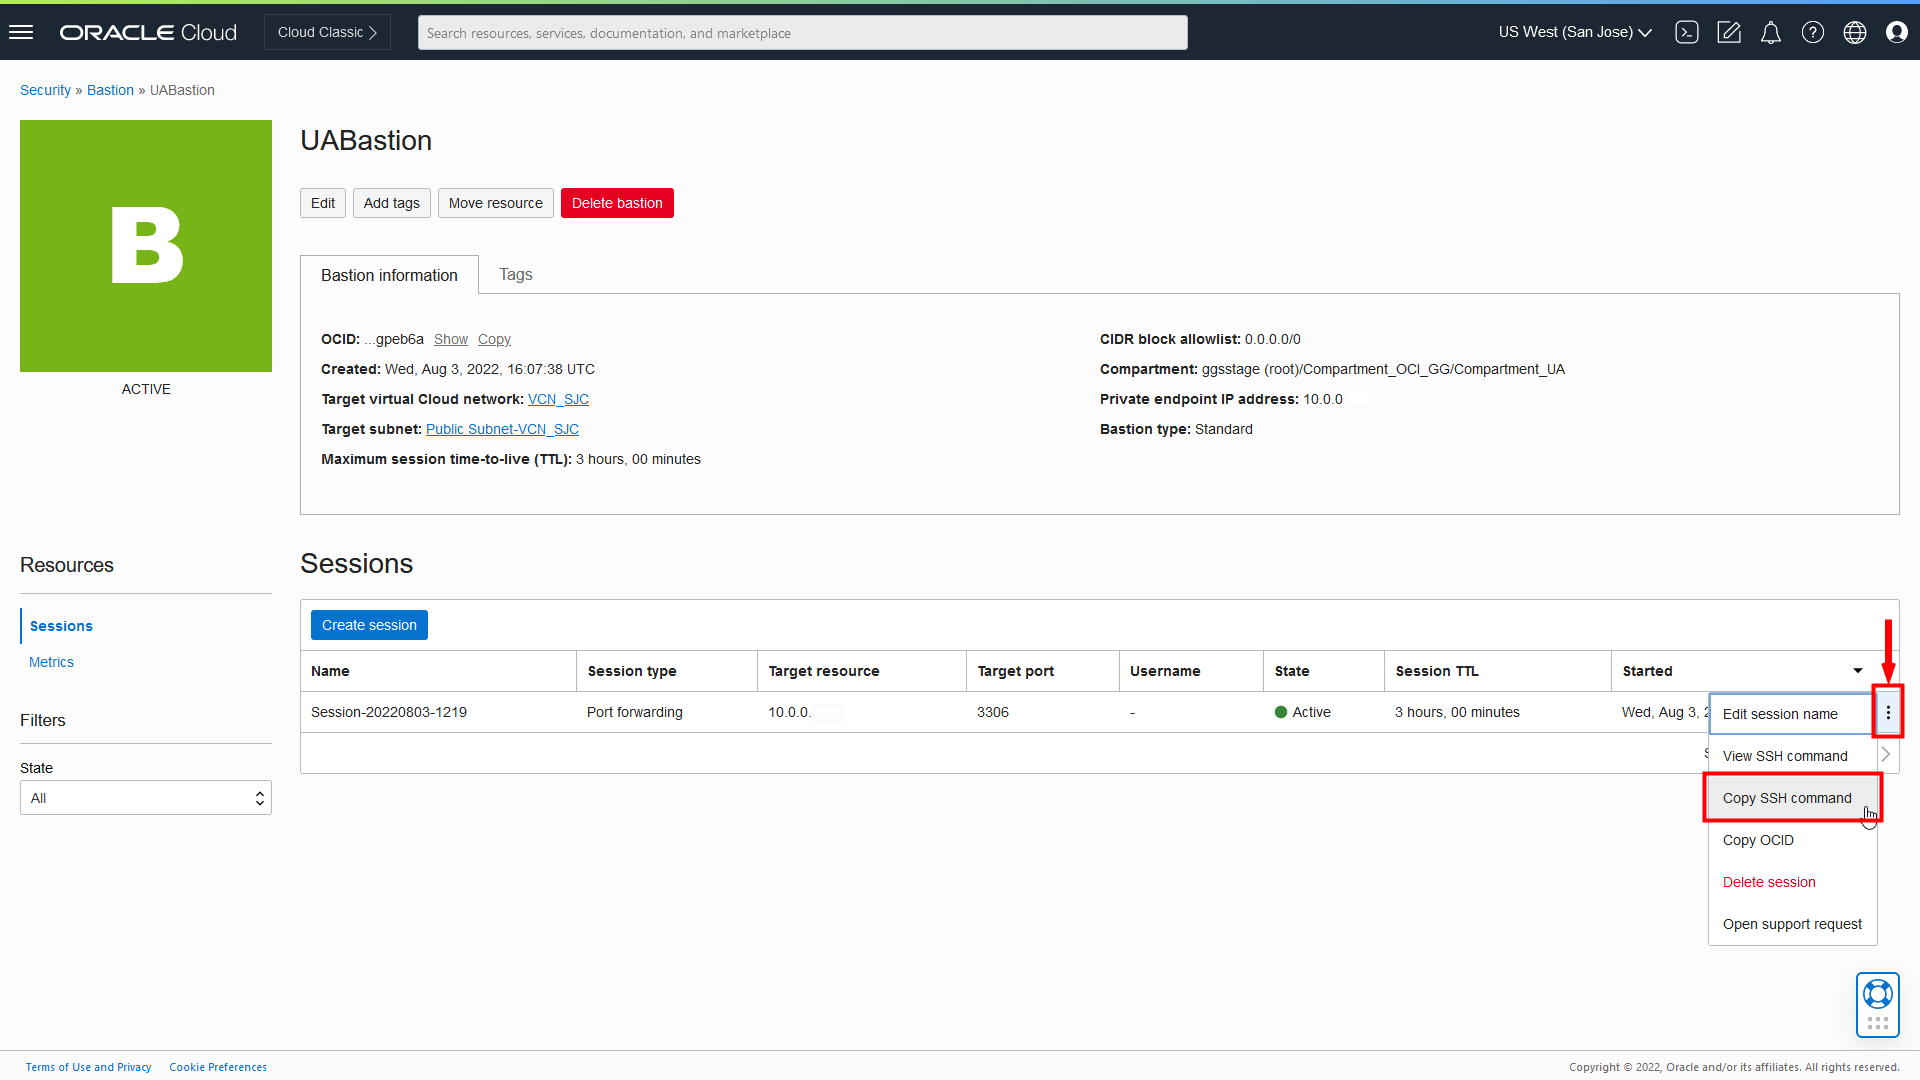 ORACLE Cloud
Cloud Classic
Search resources, services, documentation, and marketplace
US West (San Jose)
Security » Bastion » UABastion
B
ACTIVE
UABastion
Edit
Add tags
Move resource
Delete bastion
Bastion information
Tags
OCID: ...gpeb6a Show Copy
Created: Wed, Aug 3, 2022, 16:07:38 UTC
Target virtual Cloud network: VCN_SJC
Target subnet: Public Subnet-VCN_SJC
Maximum session time-to-live (TTL): 3 hours, 00 minutes
CIDR block allowlist: 0.0.0.0/0
Compartment: ggsstage (root)/Compartment_OCI_GG/Compartment_UA
Private endpoint IP address: 10.0.0
Bastion type: Standard
Resources
Sessions
Metrics
Filters
State
All
Sessions
Create session
Name Session type Target resource Target port Username State Session TTL Started
Session-20220803-1219 Port forwarding 10.0.0. 3306 - Active 3 hours, 00 minutes Wed, Aug 3,
Edit session name
View SSH command
Copy SSH command
Copy OCID
Delete session
Open support request
Terms of Use and Privacy Cookie Preferences
Copyright © 2022, Oracle and/or its affiliates. All rights reserved.